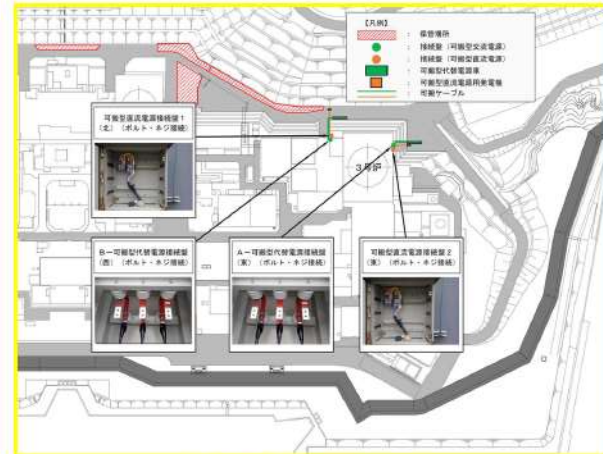 【凡例】
： 保管場所
： 接続盤（可搬型交流電源）
： 接続盤（可搬型直流電源）
： 可搬型代替電源車
： 可搬型直流電源用発電機
： 可搬ケーブル
可搬型直流電源接続盤1
（北）（ボルト・ネジ接続）
3号炉
B－可搬型代替電源接続盤
（西）（ボルト・ネジ接続）
A－可搬型代替電源接続盤
（東）（ボルト・ネジ接続）
可搬型直流電源接続盤2
（東）（ボルト・ネジ接続）